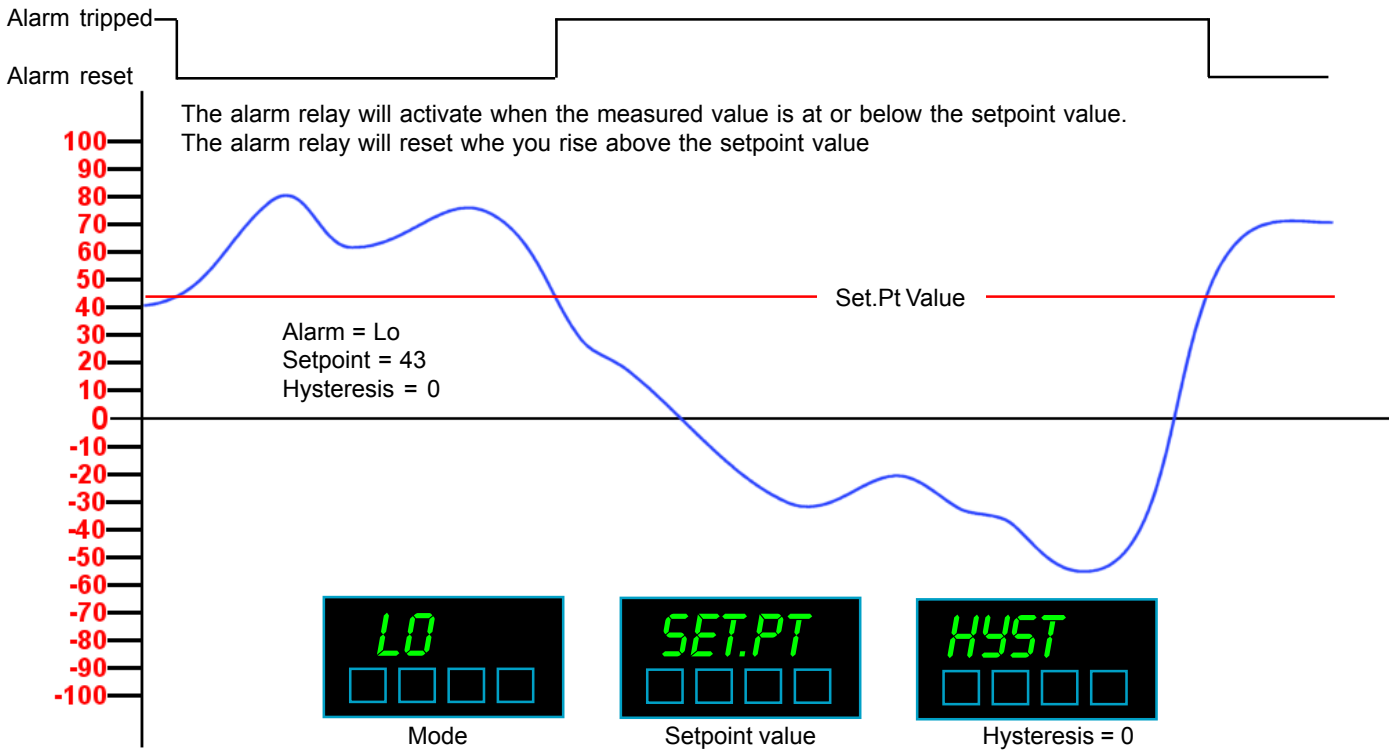 Alarm tripped
Alarm reset
The alarm relay will activate when the measured value is at or below the setpoint value.
The alarm relay will reset whe you rise above the setpoint value
100
90
80
70
60
50
40
30
20
10
0
-10
-20
-30
-40
-50
-60
-70
-80
-90
-100
Set.Pt Value
Alarm = Lo
Setpoint = 43
Hysteresis = 0
LO
SET.PT
HYST
Mode
Setpoint value
Hysteresis = 0